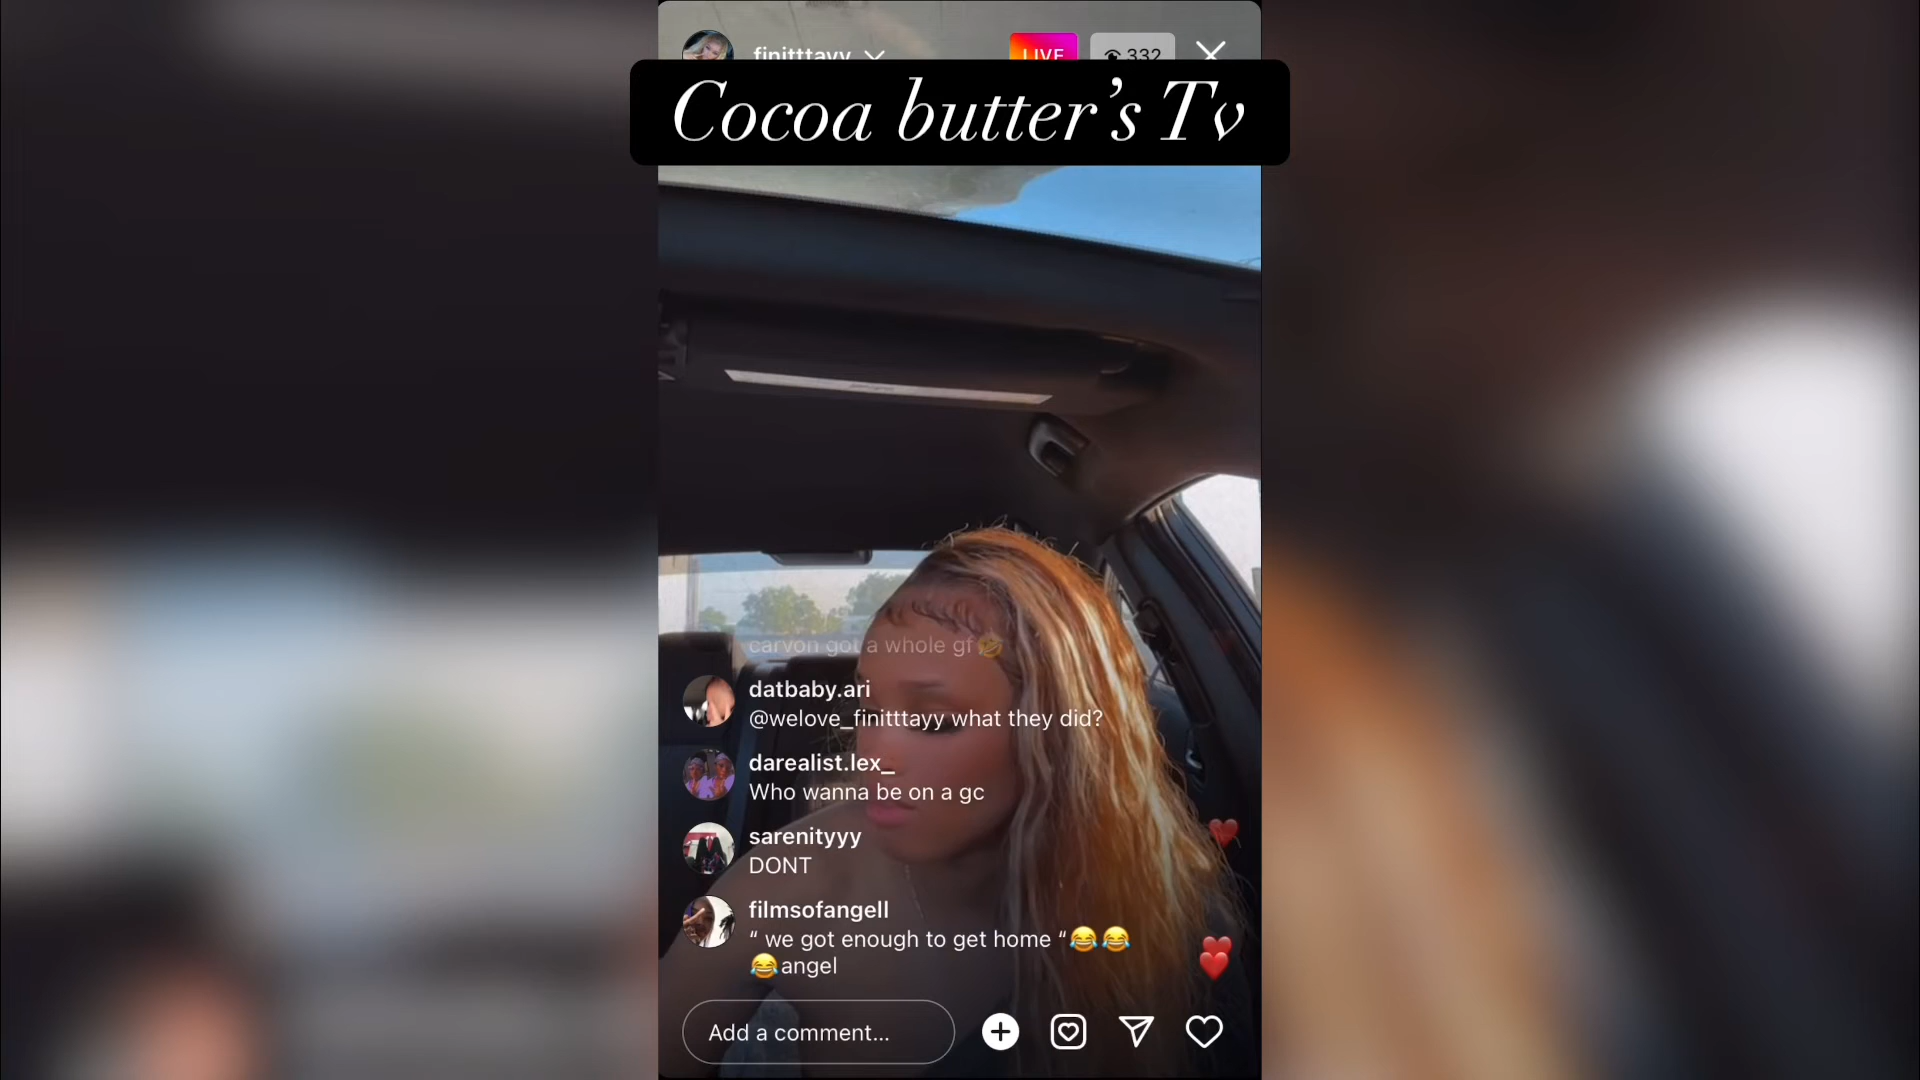 finitttayy
LIVE
332
Cocoa butter’s Tv
carvon got a whole gf🤣
datbaby.ari
@welove_finitttayy what they did?
darealist.lex_
Who wanna be on a gc
sarenityyy
DONT
filmsofangell
“ we got enough to get home “😂😂
😂angel
Add a comment...